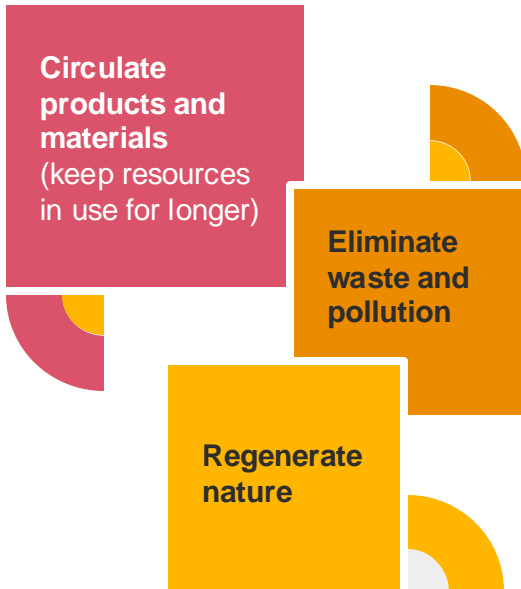 Circulate
products and
materials
(keep resources
in use for longer)
Eliminate
waste and
pollution
Regenerate
nature